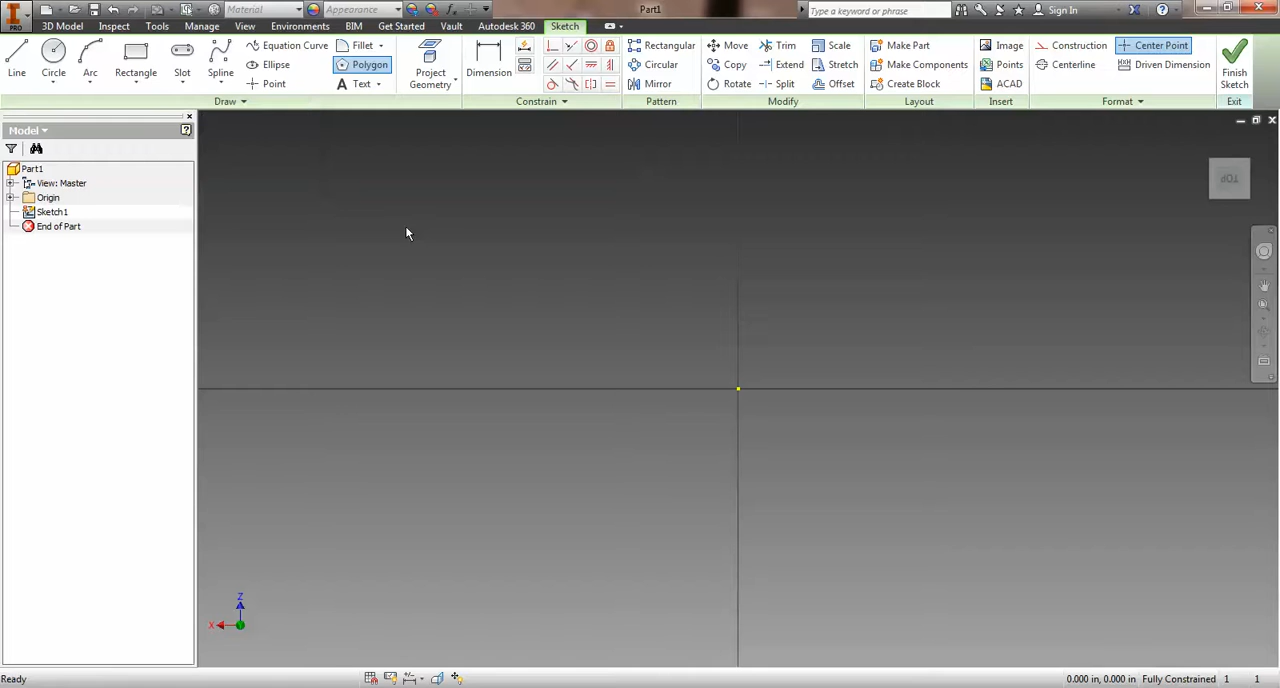 Material
Appearance
Part1
Type a keyword or phrase
Sign In
PRO
3D Model
Inspect
Tools
Manage
View
Environments
BIM
Get Started
Vault
Autodesk 360
Sketch
Line
Circle
Arc
Rectangle
Slot
Spline
Equation Curve
Ellipse
Point
Fillet
Polygon
Text
Project Geometry
Dimension
Rectangular
Circular
Mirror
Move
Copy
Rotate
Trim
Extend
Split
Scale
Stretch
Offset
Make Part
Make Components
Create Block
Image
Points
ACAD
Construction
Centerline
Center Point
Driven Dimension
Finish Sketch
Draw
Constrain
Pattern
Modify
Layout
Insert
Format
Exit
Model
Part1
View: Master
Origin
Sketch1
End of Part
TOP
Z
X
Ready
0.000 in, 0.000 in
Fully Constrained
1
1